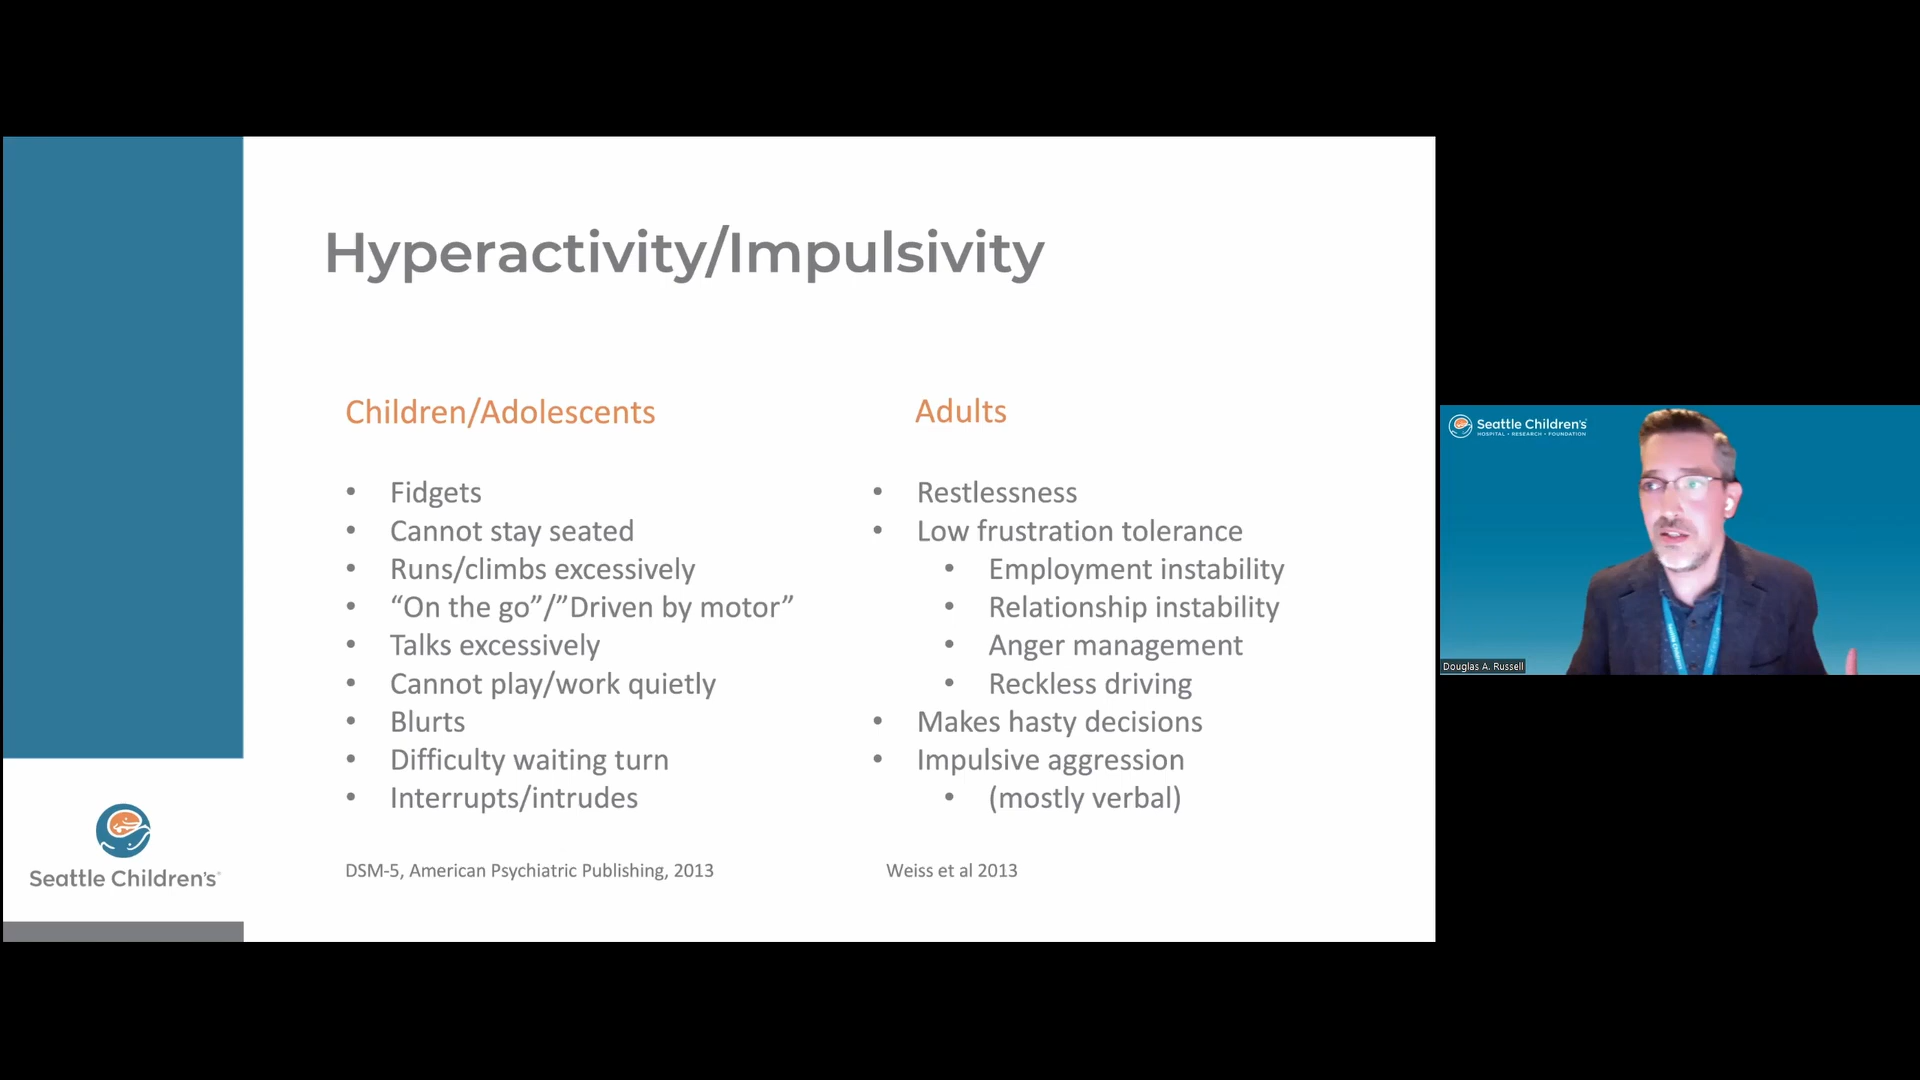 Hyperactivity/Impulsivity
Children/Adolescents
• Fidgets
• Cannot stay seated
• Runs/climbs excessively
• “On the go”/”Driven by motor”
• Talks excessively
• Cannot play/work quietly
• Blurts
• Difficulty waiting turn
• Interrupts/intrudes
DSM-5, American Psychiatric Publishing, 2013
Adults
• Restlessness
• Low frustration tolerance
• Employment instability
• Relationship instability
• Anger management
• Reckless driving
• Makes hasty decisions
• Impulsive aggression
• (mostly verbal)
Weiss et al 2013
Seattle Children's
Seattle Children's
HOSPITAL • RESEARCH • FOUNDATION
Douglas A. Russell